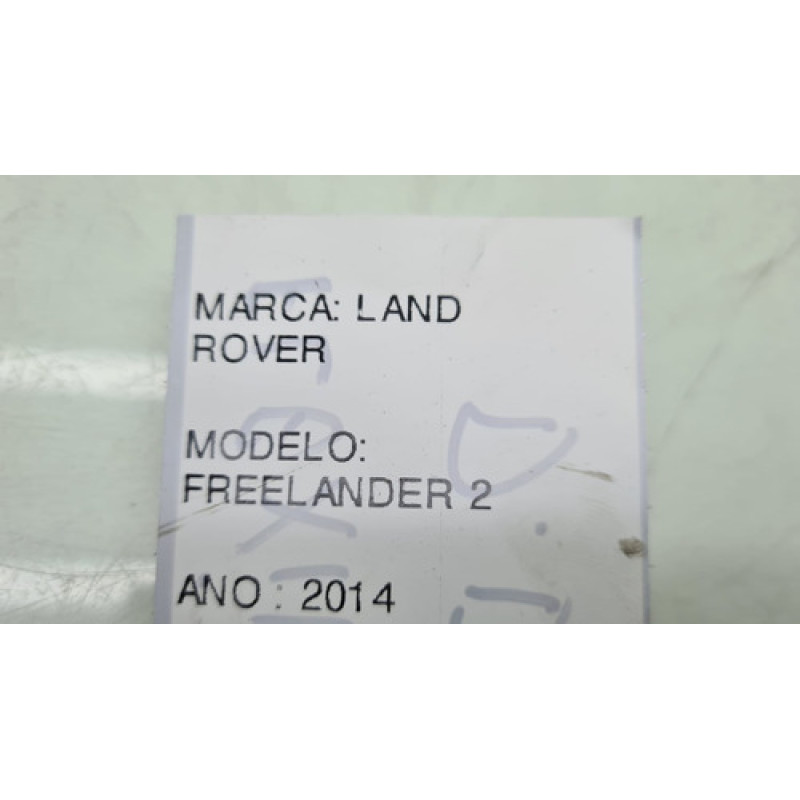 MARCA: LAND
ROVER
MODELO:
FREELANDER 2
ANO : 2014